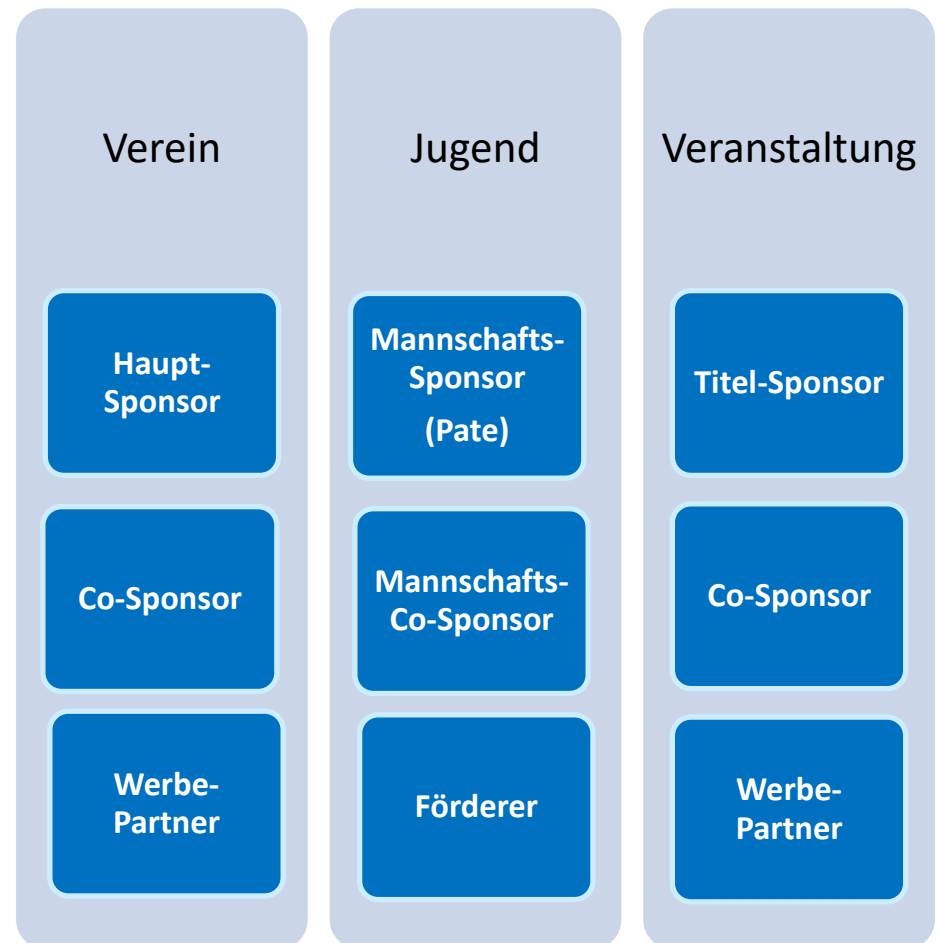 Verein
Haupt-
Sponsor
Co-Sponsor
Werbe-
Partner
Jugend
Mannschafts-
Sponsor
(Pate)
Mannschafts-
Co-Sponsor
Förderer
Veranstaltung
Titel-Sponsor
Co-Sponsor
Werbe-
Partner